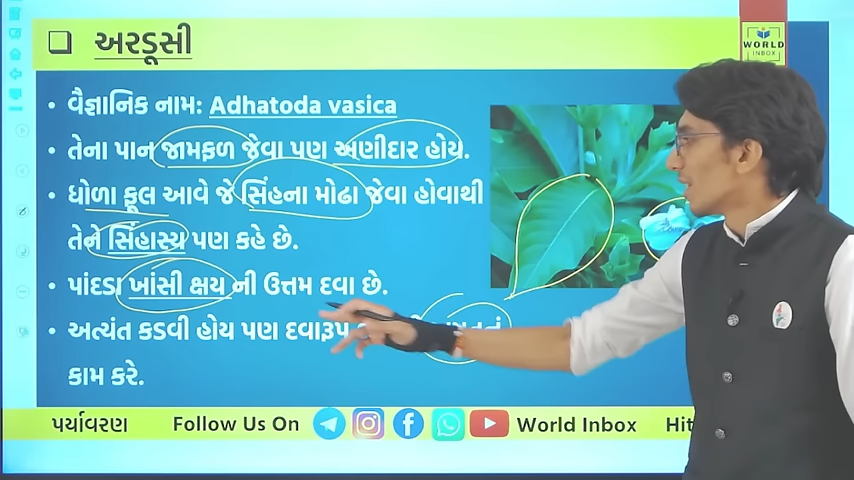 ❑ અરડૂસી
WORLD
INBOX
• વૈજ્ઞાનિક નામ: Adhatoda vasica
• તેના પાન જામફળ જેવા પણ અણીદાર હોય.
• ધોળા ફૂલ આવે જે સિંહના મોઢા જેવા હોવાથી
તેને સિંહાસ્ય પણ કહે છે.
• પાંદડા ખાંસી ક્ષય ની ઉત્તમ દવા છે.
• અત્યંત કડવી હોય પણ દવારૂપ
કામ કરે.
પર્યાવરણ Follow Us On World Inbox Hit